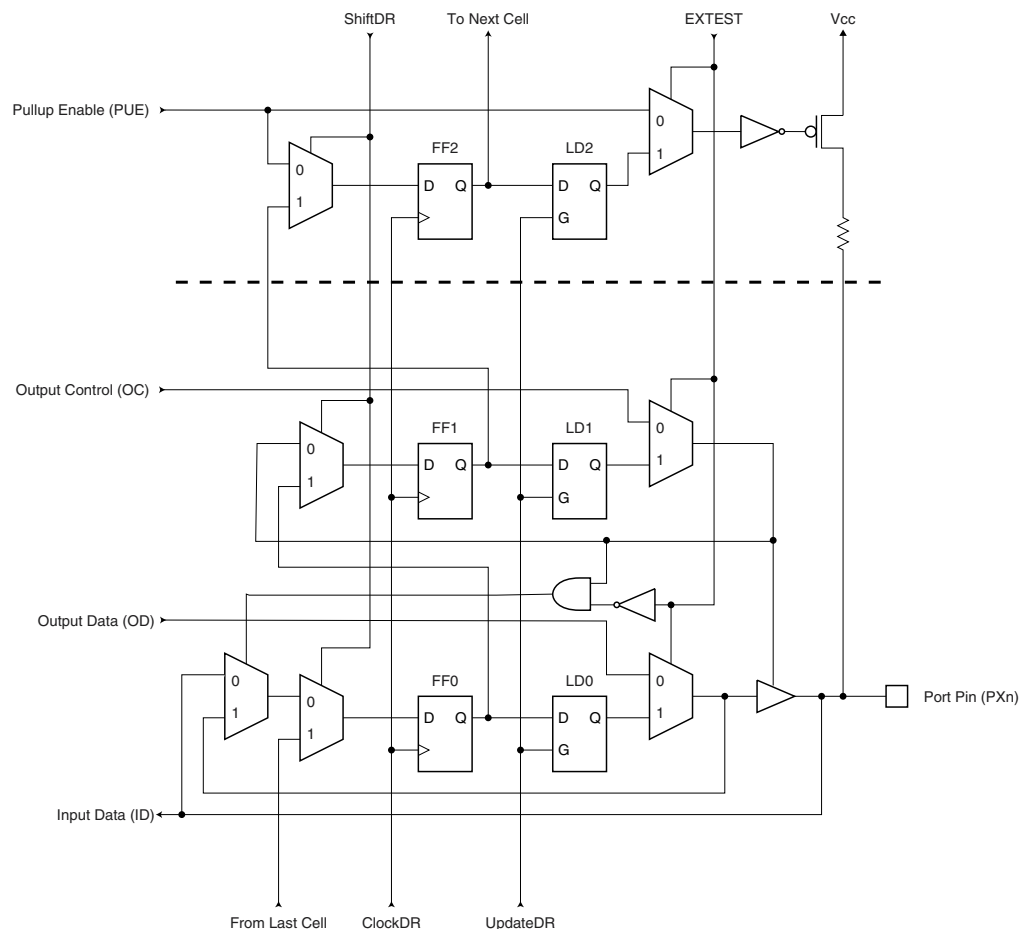 ShiftDR
To Next Cell
EXTEST
Vcc
Pullup Enable (PUE)
0
1
FF2
D Q
LD2
D Q
G
0
1
Output Control (OC)
0
1
FF1
D Q
LD1
D Q
G
0
1
Output Data (OD)
0
1
0
1
FF0
D Q
LD0
D Q
G
0
1
Port Pin (PXn)
Input Data (ID)
From Last Cell
ClockDR
UpdateDR